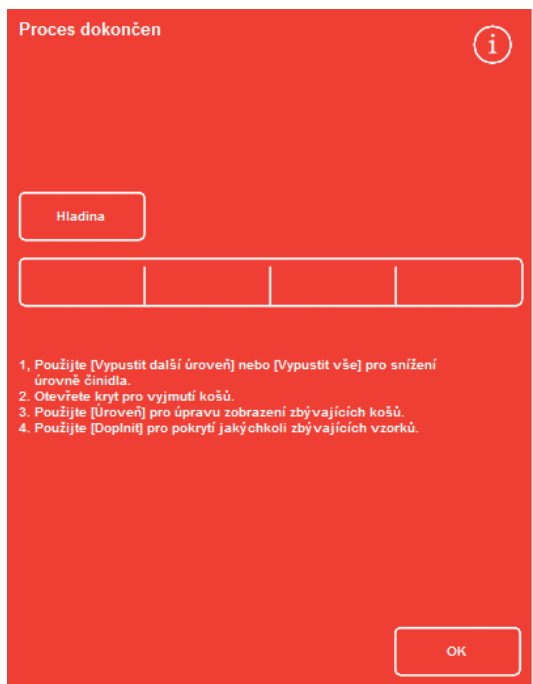 Proces dokončen
i
Hladina
1, Použijte [Vypustit další úroveň] nebo [Vypustit vše] pro snížení
úrovně činidla.
2. Otevřete kryt pro vyjmutí košů.
3. Použijte [Úroveň] pro úpravu zobrazení zbývajících košů.
4. Použijte [Doplnit] pro pokrytí jakýchkoli zbývajících vzorků.
OK